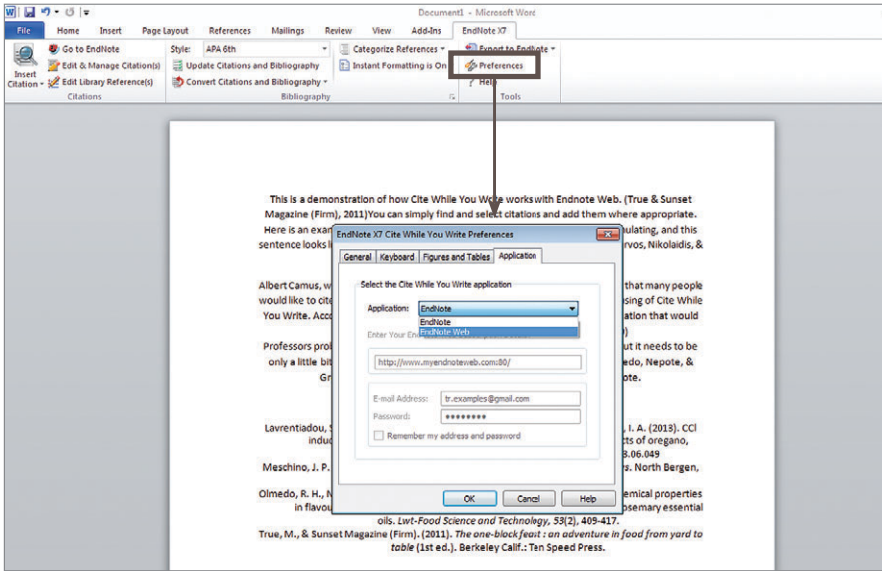 Document1 - Microsoft Word
File Home Insert Page Layout References Mailings Review View Add-Ins EndNote X7
Go to EndNote Style: APA 6th Categorize References Export to EndNote
Insert Citation Edit & Manage Citation(s) Update Citations and Bibliography Instant Formatting is On Preferences
Edit Library Reference(s) Convert Citations and Bibliography Help
Citations Bibliography Tools
This is a demonstration of how Cite While You Wote works with Endnote Web. (True & Sunset
Magazine (Firm), 2011)You can simply find and select citations and add them where appropriate.
Here is an exam ulating, and this
sentence looks li rvos, Nikolaidis, &
EndNote X7 Cite While You Write Preferences
General Keyboard Figures and Tables Application
Albert Camus, w that many people
would like to cite sing of Cite While
You Write. Acco ation that would
)
Professors prol ut it needs to be
only a little bit edo, Nepote, &
Gr ote.
Select the Cite While You Write application
Application: EndNote
EndNote
EndNote Web
Enter Your En
http://www.myendnoteweb.com:80/
E-mail Address: tr.examples@gmail.com
Password: ********
Remember my address and password
OK Cancel Help
Lavrentiadou, S , I. A. (2013). CCl
induc cts of oregano,
3.06.049
Meschino, J. P. s. North Bergen,
Olmedo, R. H., N emical properties
in flavou osemary essential
oils. Lwt-Food Science and Technology, 53(2), 409-417.
True, M., & Sunset Magazine (Firm). (2011). The one-block feast : an adventure in food from yard to
table (1st ed.). Berkeley Calif.: Ten Speed Press.